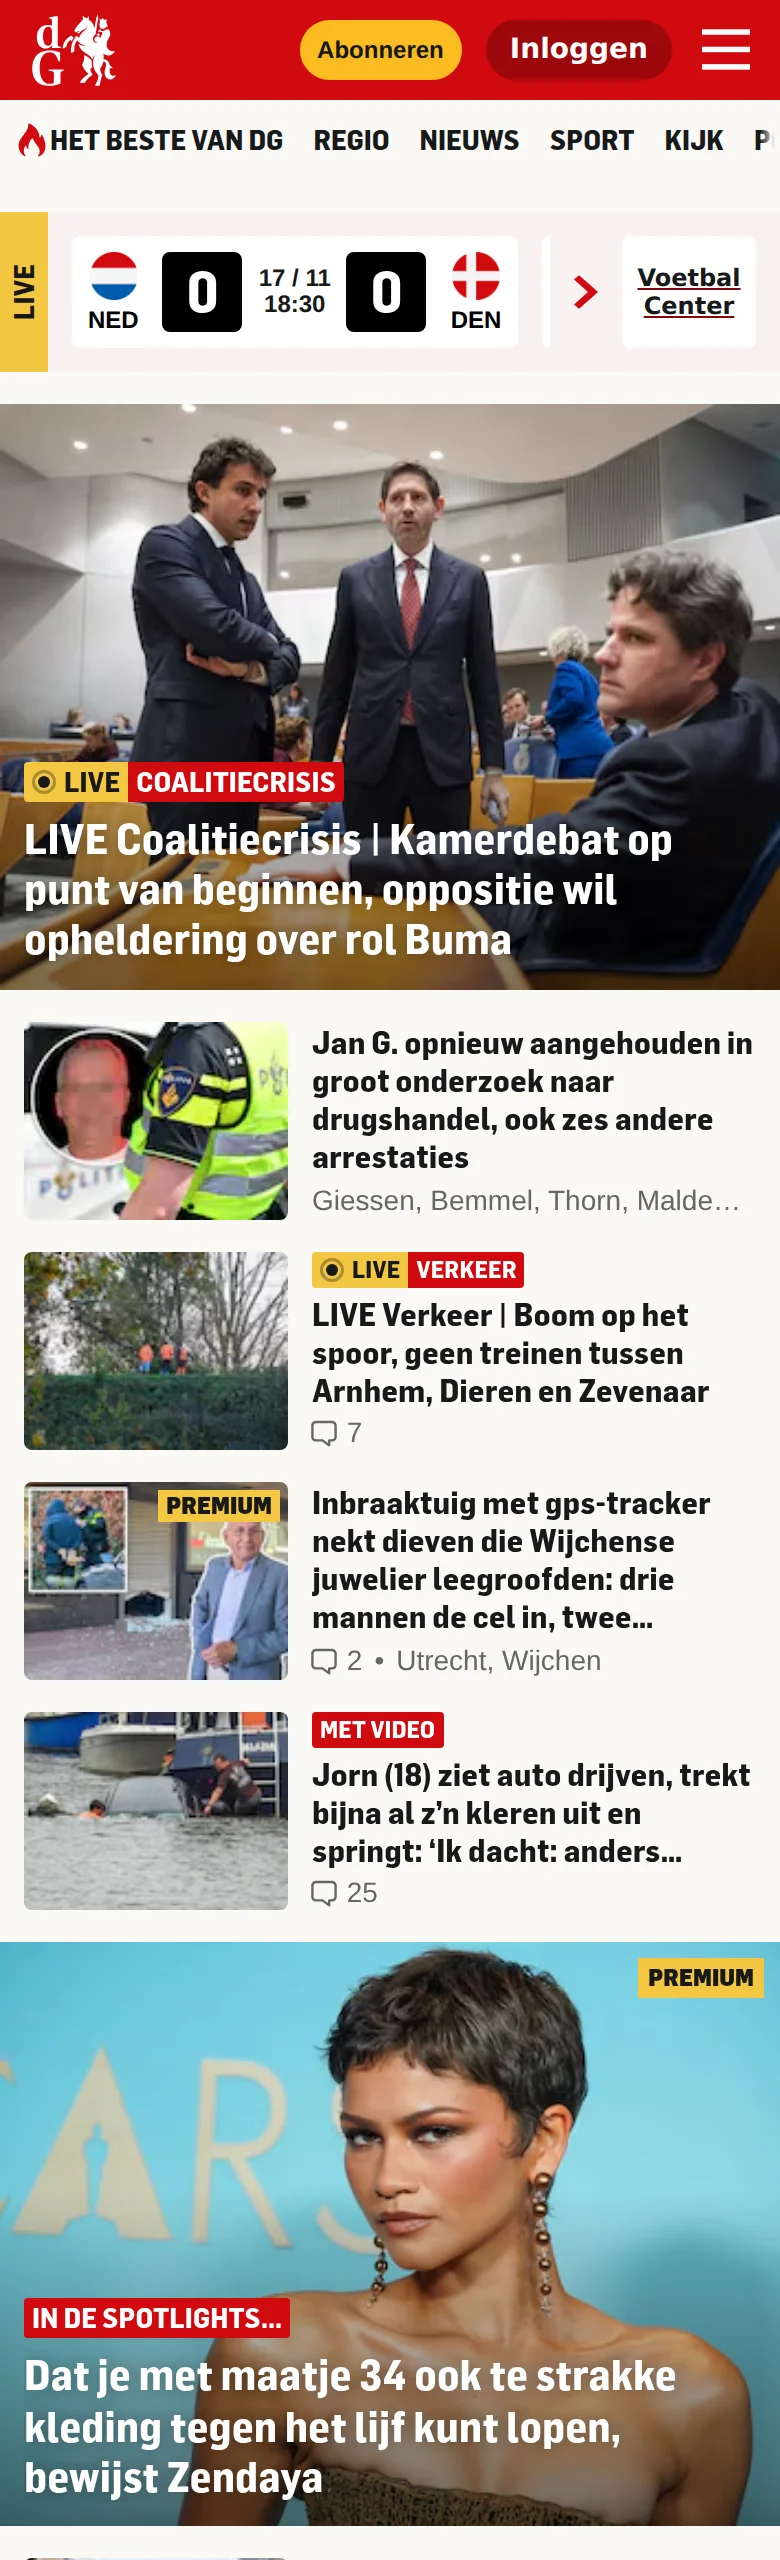 dG
Abonneren
Inloggen
HET BESTE VAN DG
REGIO
NIEUWS
SPORT
KIJK
LIVE
NED
0
17 / 11
18:30
0
DEN
Voetbal
Center
LIVE COALITIECRISIS
LIVE Coalitiecrisis | Kamerdebat op
punt van beginnen, oppositie wil
opheldering over rol Buma
Jan G. opnieuw aangehouden in
groot onderzoek naar
drugshandel, ook zes andere
arrestaties
Giessen, Bemmel, Thorn, Malde…
LIVE VERKEER
LIVE Verkeer | Boom op het
spoor, geen treinen tussen
Arnhem, Dieren en Zevenaar
7
PREMIUM
Inbraaktuig met gps-tracker
nekt dieven die Wijchense
juwelier leegroofden: drie
mannen de cel in, twee…
2 • Utrecht, Wijchen
MET VIDEO
Jorn (18) ziet auto drijven, trekt
bijna al z’n kleren uit en
springt: ‘Ik dacht: anders…
25
PREMIUM
ARS
IN DE SPOTLIGHTS...
Dat je met maatje 34 ook te strakke
kleding tegen het lijf kunt lopen,
bewijst Zendaya